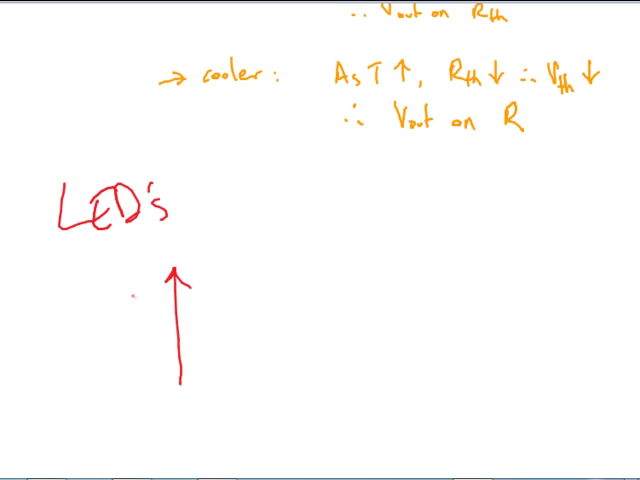 ∴ Vout on Rth
→ cooler: As T ↑, Rth ↓ ∴ Vth ↓
∴ Vout on R
LED's